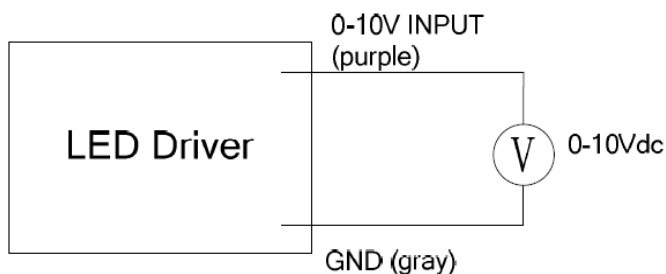 0-10V INPUT
(purple)
LED Driver
V
0-10Vdc
GND (gray)